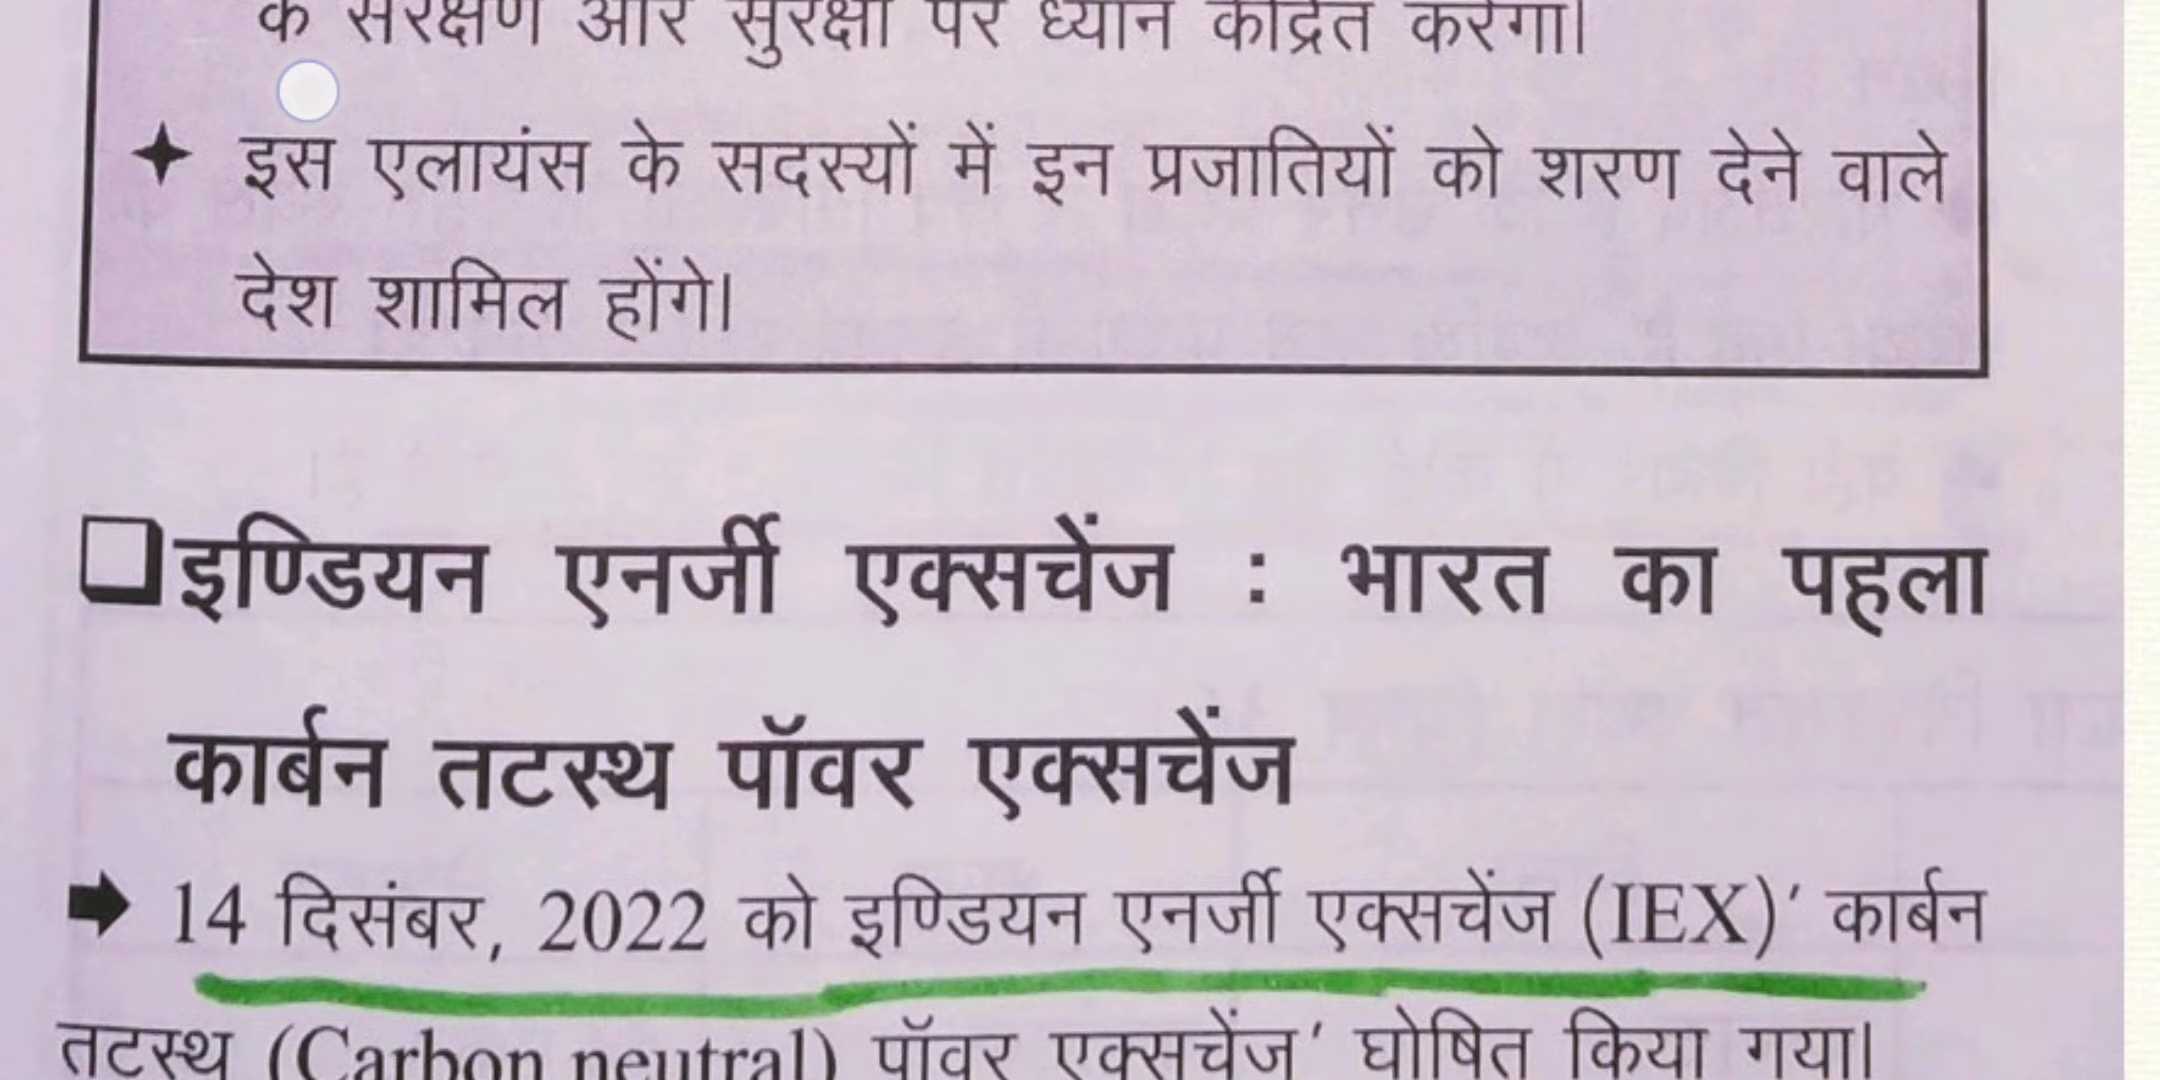 के संरक्षण और सुरक्षा पर ध्यान केंद्रित करेगा।
इस एलायंस के सदस्यों में इन प्रजातियों को शरण देने वाले
देश शामिल होंगे।
इण्डियन एनर्जी एक्सचेंज : भारत का पहला
कार्बन तटस्थ पॉवर एक्सचेंज
14 दिसंबर, 2022 को इण्डियन एनर्जी एक्सचेंज (IEX)′ कार्बन
तटस्थ (Carbon neutral) पॉवर एक्सचेंज′ घोषित किया गया।